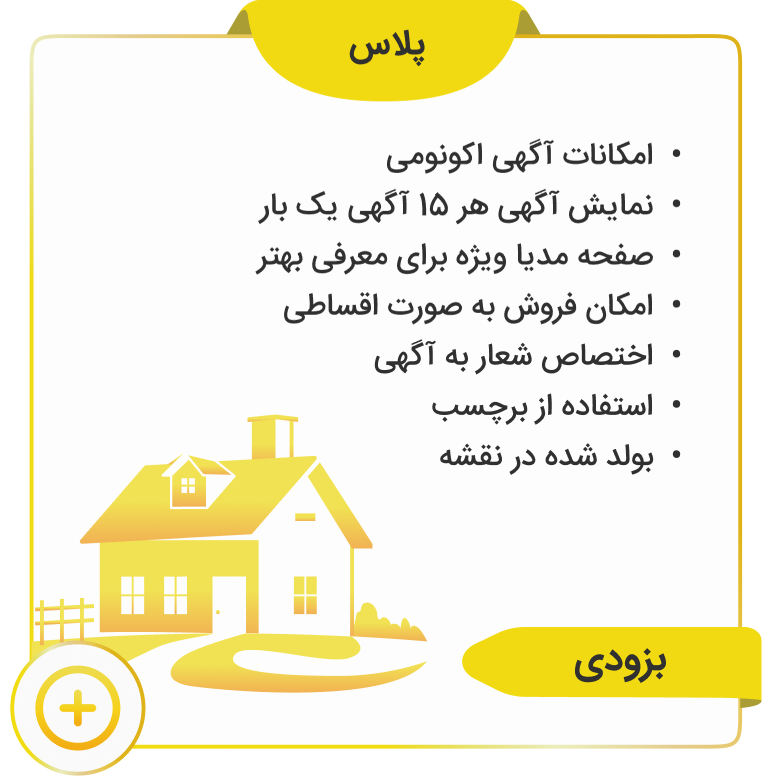 پلاس
• امکانات آگهی اکونومی
• نمایش آگهی هر ۱۵ آگهی یک بار
• صفحه مدیا ویژه برای معرفی بهتر
• امکان فروش به صورت اقساطی
• اختصاص شعار به آگهی
• استفاده از برچسب
• بولد شده در نقشه
بزودی